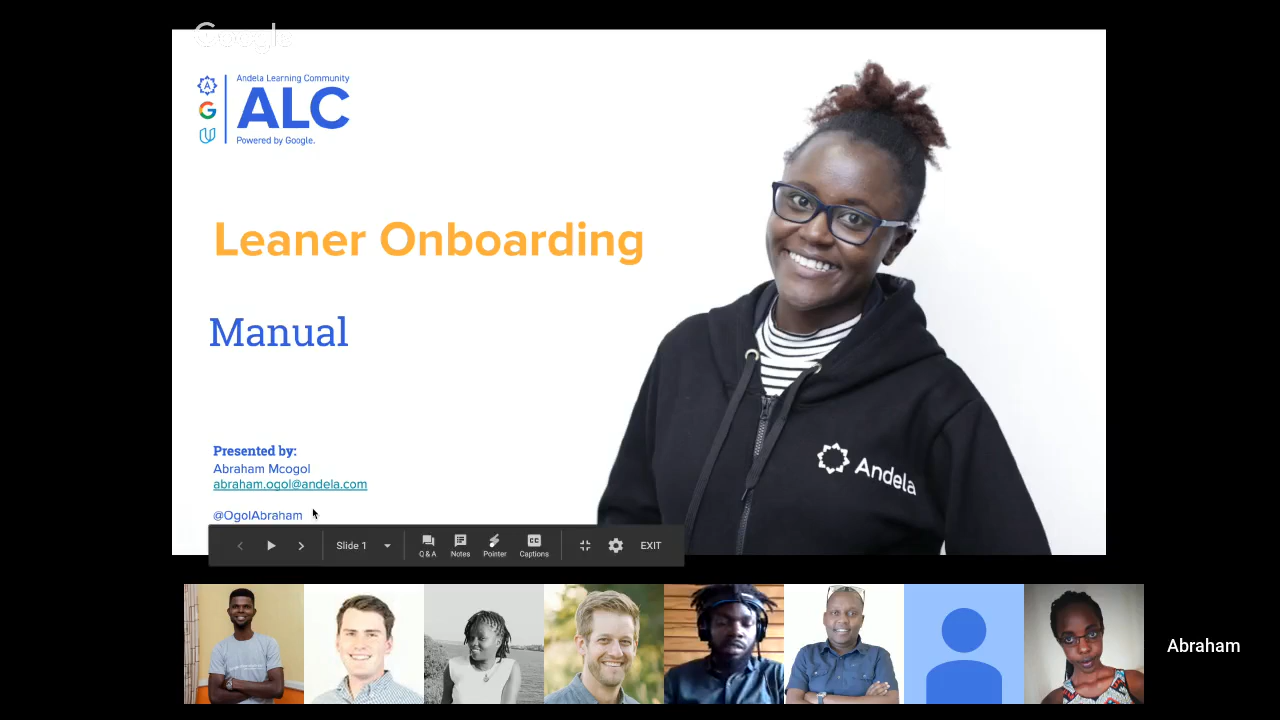 Google
Andela Learning Community
ALC
Powered by Google.
Leaner Onboarding
Manual
Andela
Presented by:
Abraham Mcogol
abraham.ogol@andela.com
@OgolAbraham
Slide 1
Q & A
Notes
Pointer
Captions
EXIT
Abraham